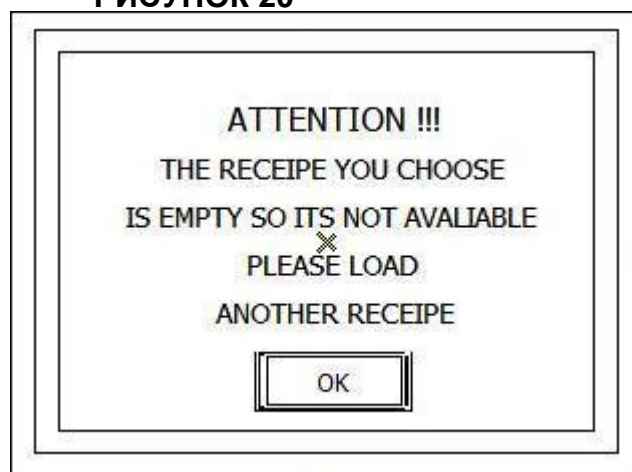 РИСУНОК 20
ATTENTION !!!
THE RECEIPE YOU CHOOSE
IS EMPTY SO ITS NOT AVALIABLE
PLEASE LOAD
ANOTHER RECEIPE
OK